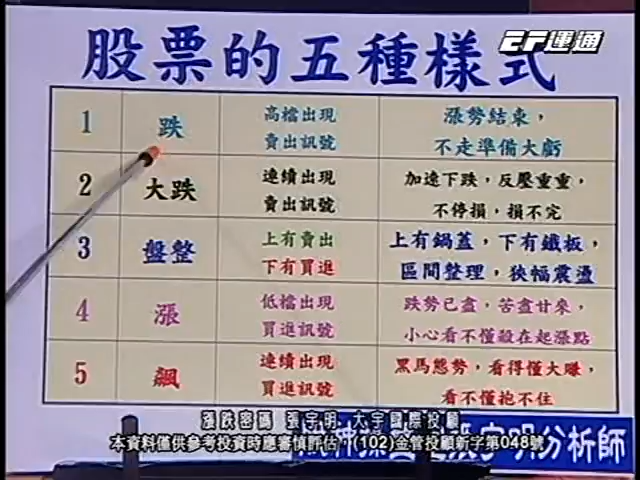 EF運通
股票的五種樣式
1 跌 高檔出現 漲勢結束，
賣出訊號 不走準備大虧
2 大跌 連續出現 加速下跌，反壓重重，
賣出訊號 不停損，損不完
3 盤整 上有賣出 上有鍋蓋，下有鐵板，
下有買進 區間整理，狹幅震盪
4 漲 低檔出現 跌勢已盡，苦盡甘來，
買進訊號 小心看不懂殺在起漲點
5 飆 連續出現 黑馬態勢，看得懂大賺，
買進訊號 看不懂抱不住
漲跌密碼 張宇明 大宇國際投顧
本資料僅供參考投資時應審慎評估，(102)金管投顧新字第048號
張宇明分析師